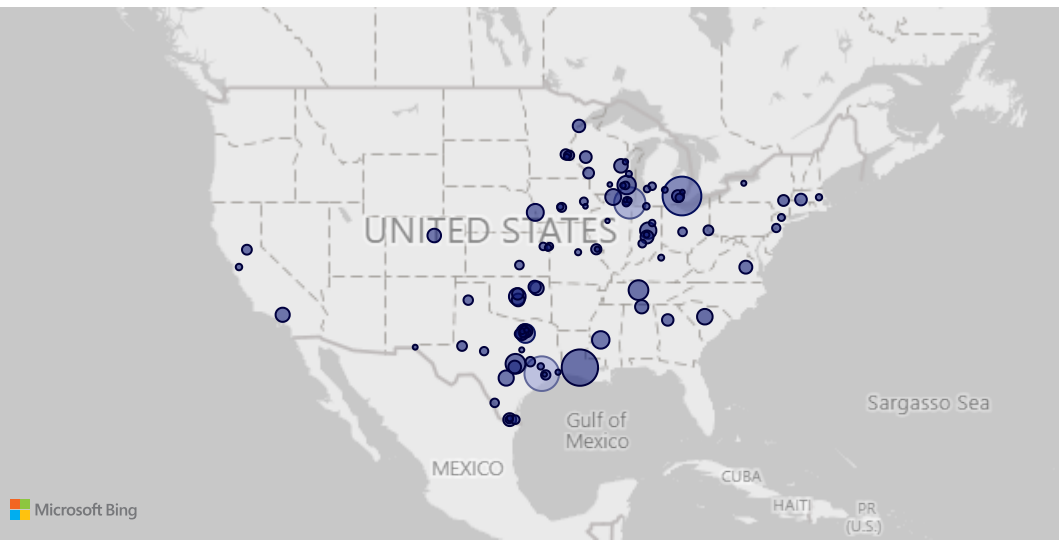 UNITED STATES
Gulf of
Mexico
Sargasso Sea
MEXICO
CUBA
HAITI
PR
(U.S.)
Microsoft Bing